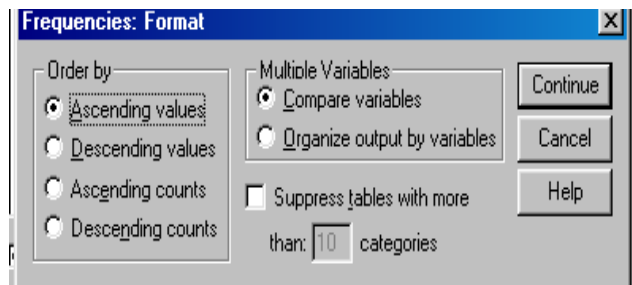 Frequencies: Format
Order by
Ascending values
Descending values
Ascending counts
Descending counts
Multiple Variables
Compare variables
Organize output by variables
Suppress tables with more
than: 10 categories
Continue
Cancel
Help